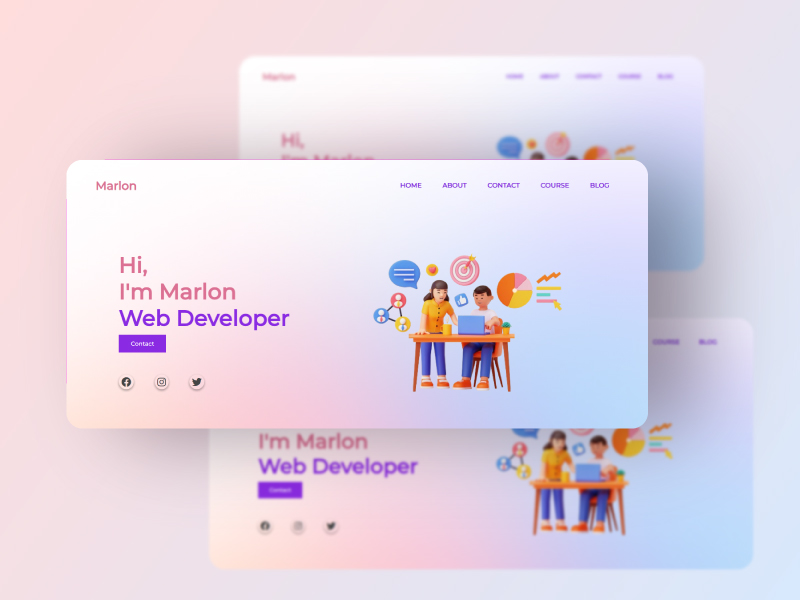 Marlon
HOME ABOUT CONTACT COURSE BLOG
Hi,
I'm Marlon
HOME ABOUT CONTACT COURSE BLOG
Marlon
Hi,
I'm Marlon
Web Developer
Contact
COURSE BLOG
I'm Marlon
Web Developer
Contact